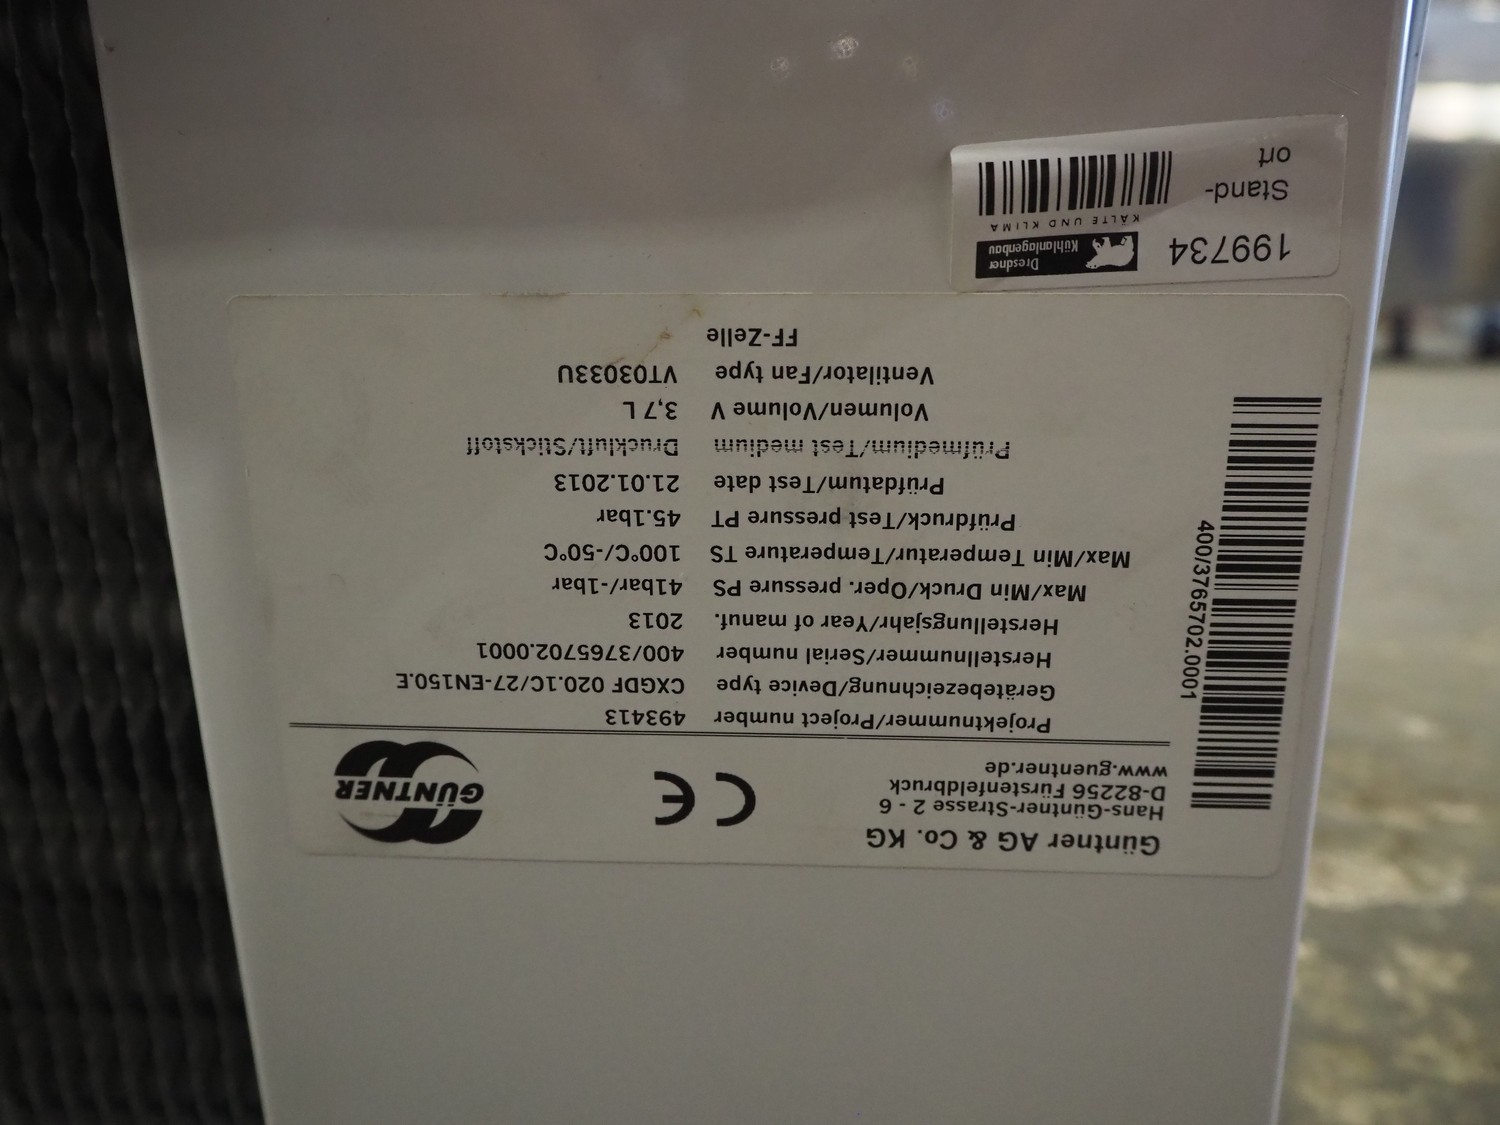 Güntner AG & Co. KG
Hans-Güntner-Strasse 2 - 6
D-82256 Fürstenfeldbruck
www.guentner.de
CE
GÜNTNER
Projektnummer/Project number 493413
Gerätebezeichnung/Device type CXGDF 020.1C/27-EN150.E
Herstellnummer/Serial number 400/3765702.0001
Herstellungsjahr/Year of manuf. 2013
Max/Min Druck/Oper. pressure PS 41bar/-1bar
Max/Min Temperatur/Temperature TS 100°C/-50°C
Prüfdruck/Test pressure PT 45.1bar
Prüfdatum/Test date 21.01.2013
Prüfmedium/Test medium Druckluft/Stickstoff
Volumen/Volume V 3,7 L
Ventilator/Fan type VT03033U
FF-Zelle
400/3765702.0001
199734
Dresdner
Kühlanlagenbau
KÄLTE UND KLIMA
Stand-
ort